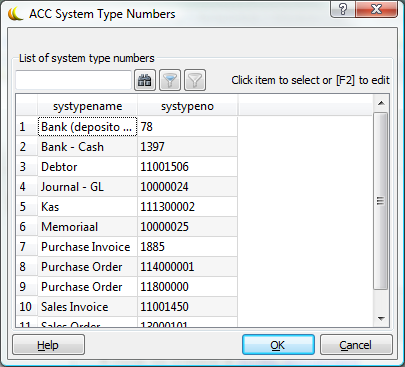 ACC System Type Numbers
List of system type numbers
Click item to select or [F2] to edit
systypename systypeno
1 Bank (deposito ... 78
2 Bank - Cash 1397
3 Debtor 11001506
4 Journal - GL 10000024
5 Kas 111300002
6 Memoriaal 10000025
7 Purchase Invoice 1885
8 Purchase Order 114000001
9 Purchase Order 11800000
10 Sales Invoice 11001450
11 Sales Order 13000101
Help OK Cancel